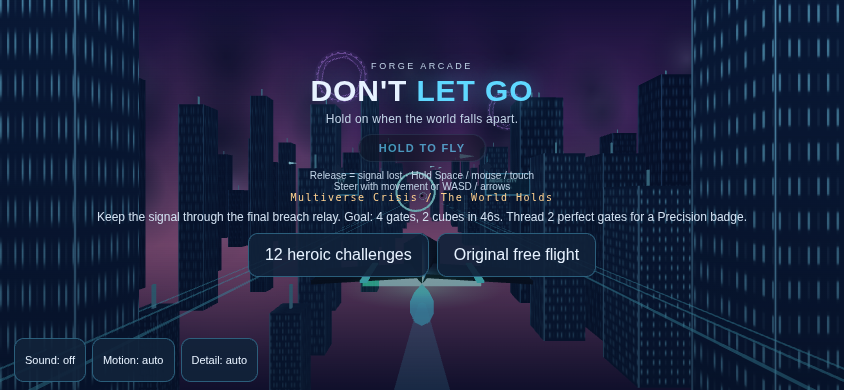 FORGE ARCADE
DON'T LET GO
Hold on when the world falls apart.
HOLD TO FLY
Release = signal lost · Hold Space / mouse / touch
Steer with movement or WASD / arrows
Multiverse Crisis / The World Holds
Keep the signal through the final breach relay. Goal: 4 gates, 2 cubes in 46s. Thread 2 perfect gates for a Precision badge.
12 heroic challenges
Original free flight
Sound: off
Motion: auto
Detail: auto